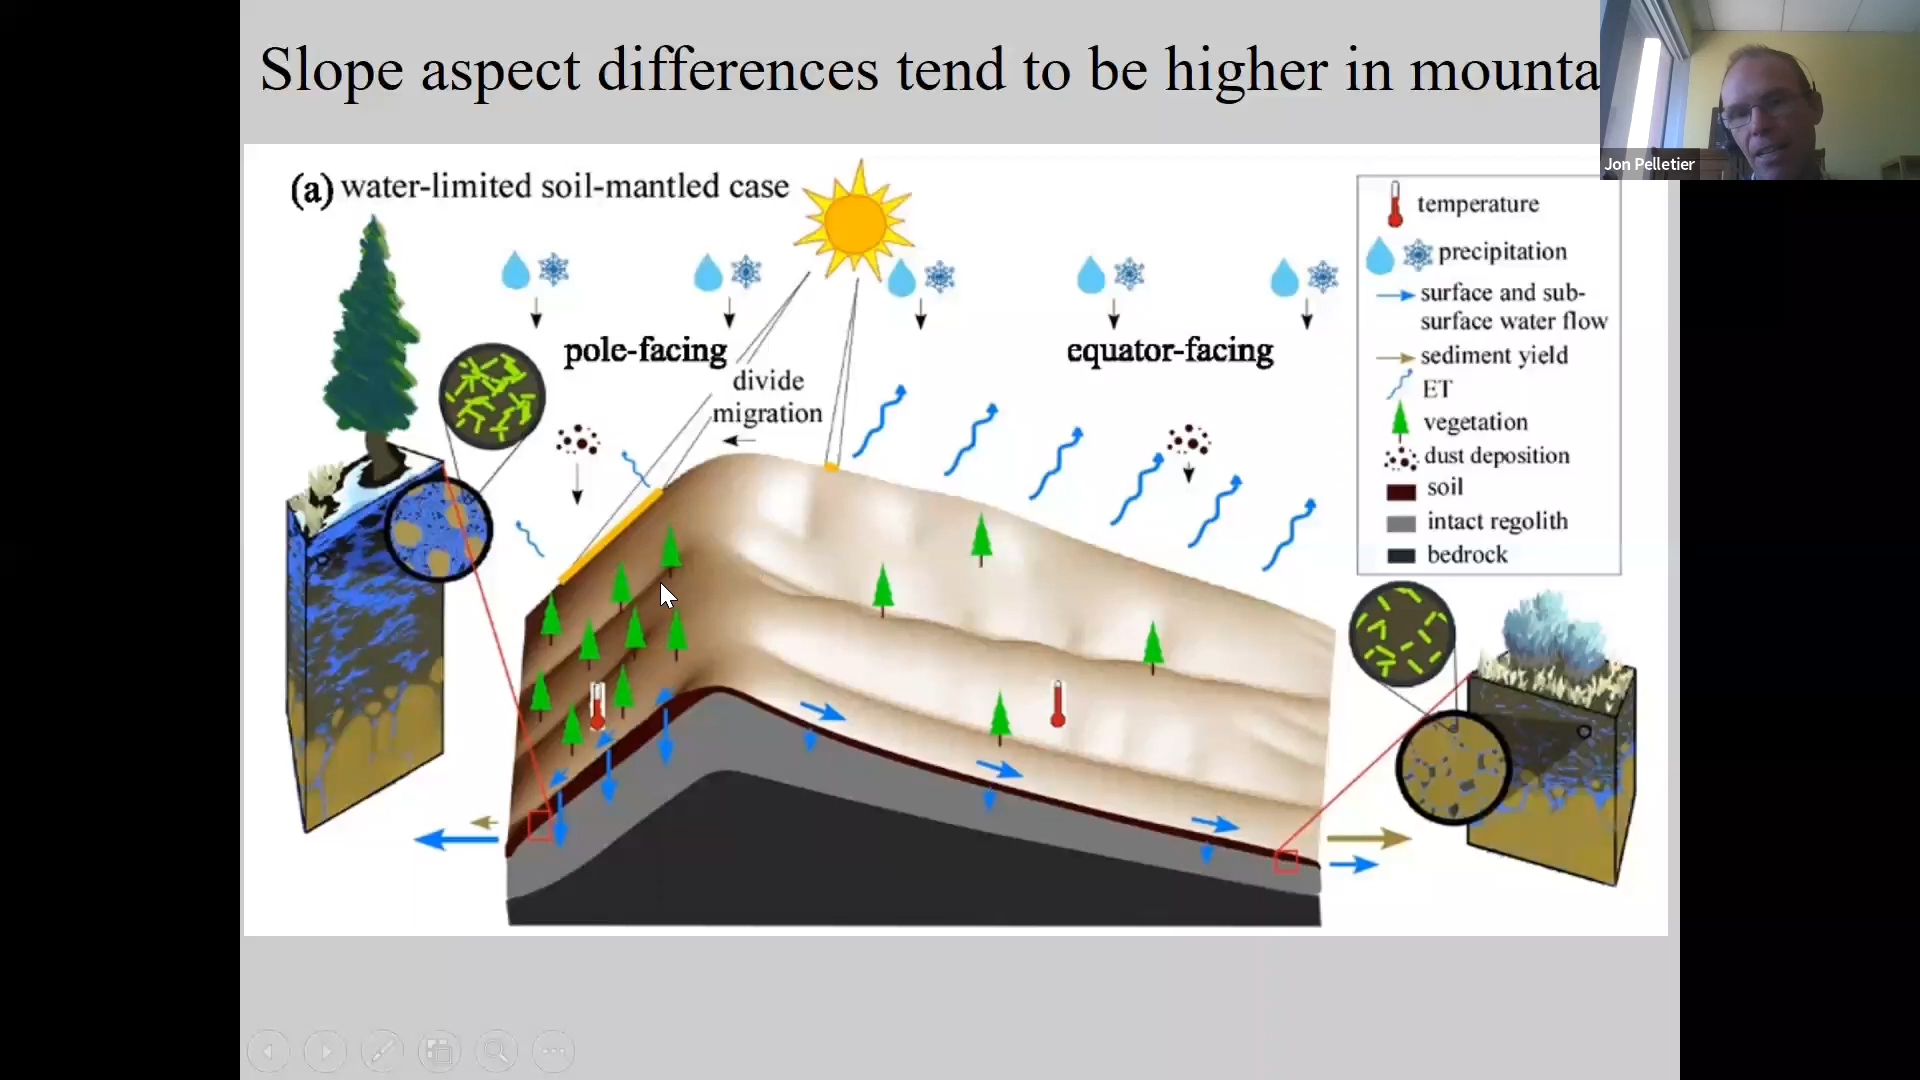 Slope aspect differences tend to be higher in mounta
Jon Pelletier
(a) water-limited soil-mantled case
pole-facing
equator-facing
divide
migration
temperature
precipitation
surface and sub-
surface water flow
sediment yield
ET
vegetation
dust deposition
soil
intact regolith
bedrock